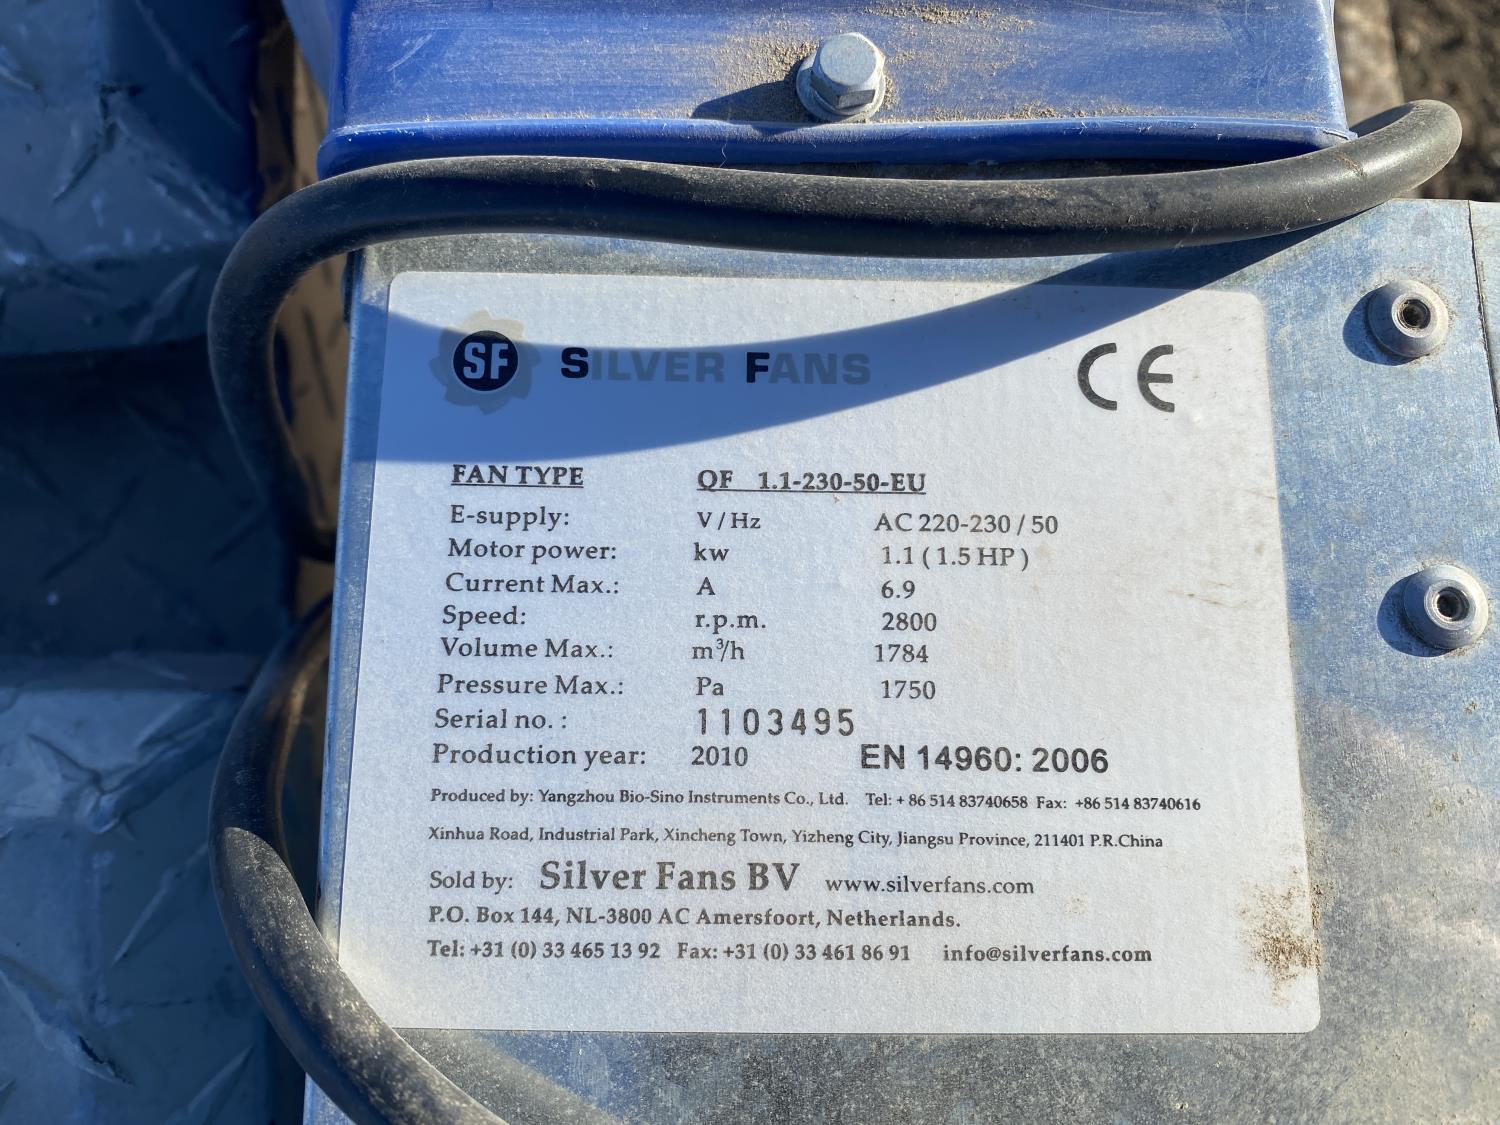 SF SILVER FANS CE
FAN TYPE QF 1.1-230-50-EU
E-supply: V/Hz AC 220-230 / 50
Motor power: kw 1.1 ( 1.5 HP )
Current Max.: A 6.9
Speed: r.p.m. 2800
Volume Max.: m³/h 1784
Pressure Max.: Pa 1750
Serial no. : 1103495
Production year: 2010 EN 14960: 2006
Produced by: Yangzhou Bio-Sino Instruments Co., Ltd. Tel: + 86 514 83740658 Fax: +86 514 83740616
Xinhua Road, Industrial Park, Xincheng Town, Yizheng City, Jiangsu Province, 211401 P.R.China
Sold by: Silver Fans BV www.silverfans.com
P.O. Box 144, NL-3800 AC Amersfoort, Netherlands.
Tel: +31 (0) 33 465 13 92 Fax: +31 (0) 33 461 86 91 info@silverfans.com